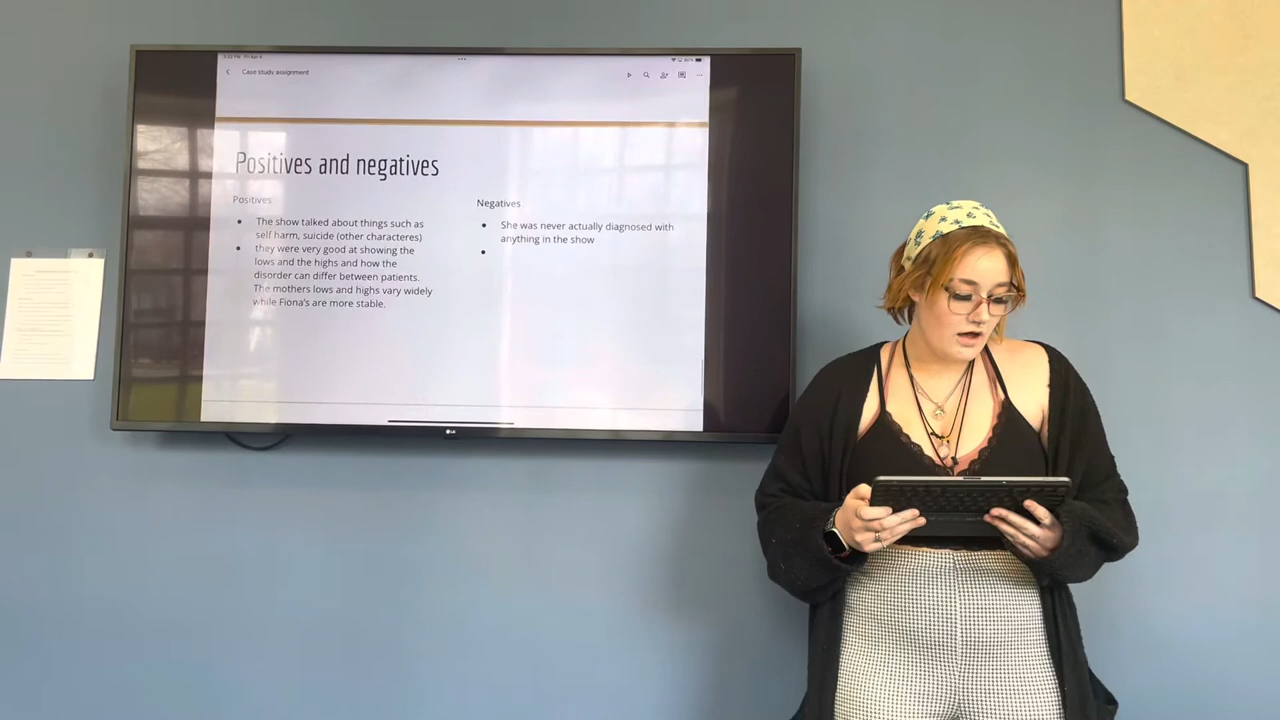 Case study assignment
Positives and negatives
Positives
The show talked about things such as
self harm, suicide (other characteres)
they were very good at showing the
lows and the highs and how the
disorder can differ between patients.
The mothers lows and highs vary widely
while Fiona's are more stable.
Negatives
She was never actually diagnosed with
anything in the show
LG